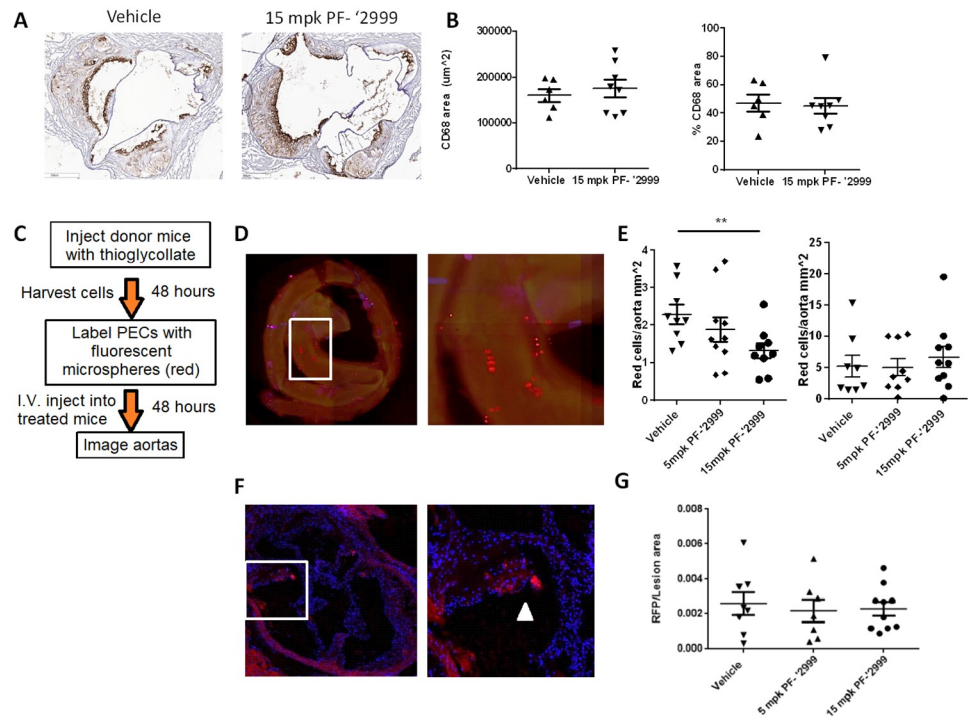 A
Vehicle
15 mpk PF- ‘2999
B
CD68 area (um^2)
300000
200000
100000
0
Vehicle 15 mpk PF- '2999
% CD68 area
100
80
60
40
20
0
Vehicle 15 mpk PF- '2999
C
Inject donor mice
with thioglycollate
Harvest cells 48 hours
Label PECs with
fluorescent
microspheres (red)
I.V. inject into
treated mice 48 hours
Image aortas
D
E
Red cells/aorta mm^2
4
3
2
1
0
**
Vehicle
5mpk PF-'2999
15mpk PF-'2999
Red cells/aorta mm^2
25
20
15
10
5
0
Vehicle
5mpk PF-'2999
15mpk PF-'2999
F
G
RFP/Lesion area
0.008
0.006
0.004
0.002
0.000
Vehicle
5 mpk PF- '2999
15 mpk PF- '2999